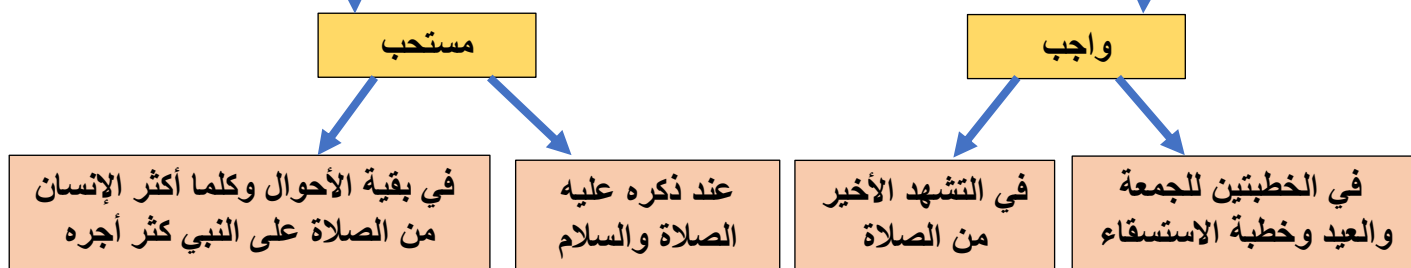 واجب
مستحب
في الخطبتين للجمعة
والعيد وخطبة الاستسقاء
في التشهد الأخير
من الصلاة
عند ذكره عليه
الصلاة والسلام
في بقية الأحوال وكلما أكثر الإنسان
من الصلاة على النبي كثر أجره